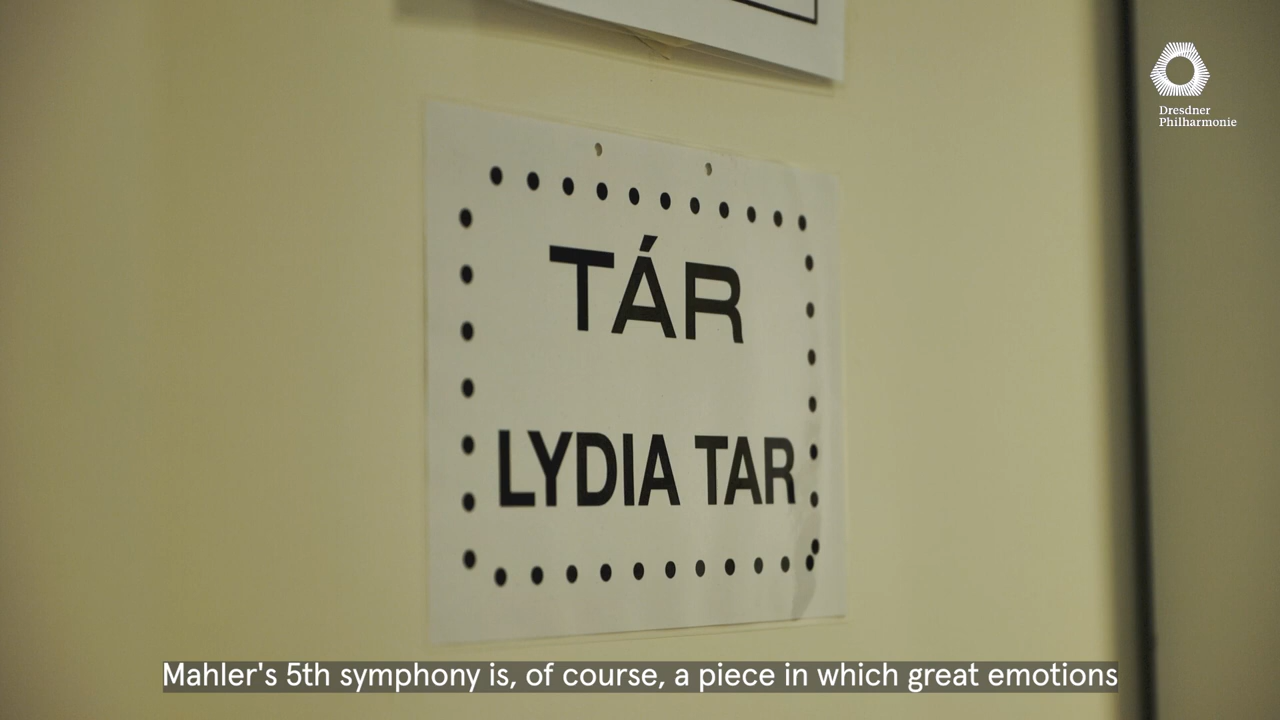 Dresdner
Philharmonie
TÁR
LYDIA TAR
Mahler's 5th symphony is, of course, a piece in which great emotions